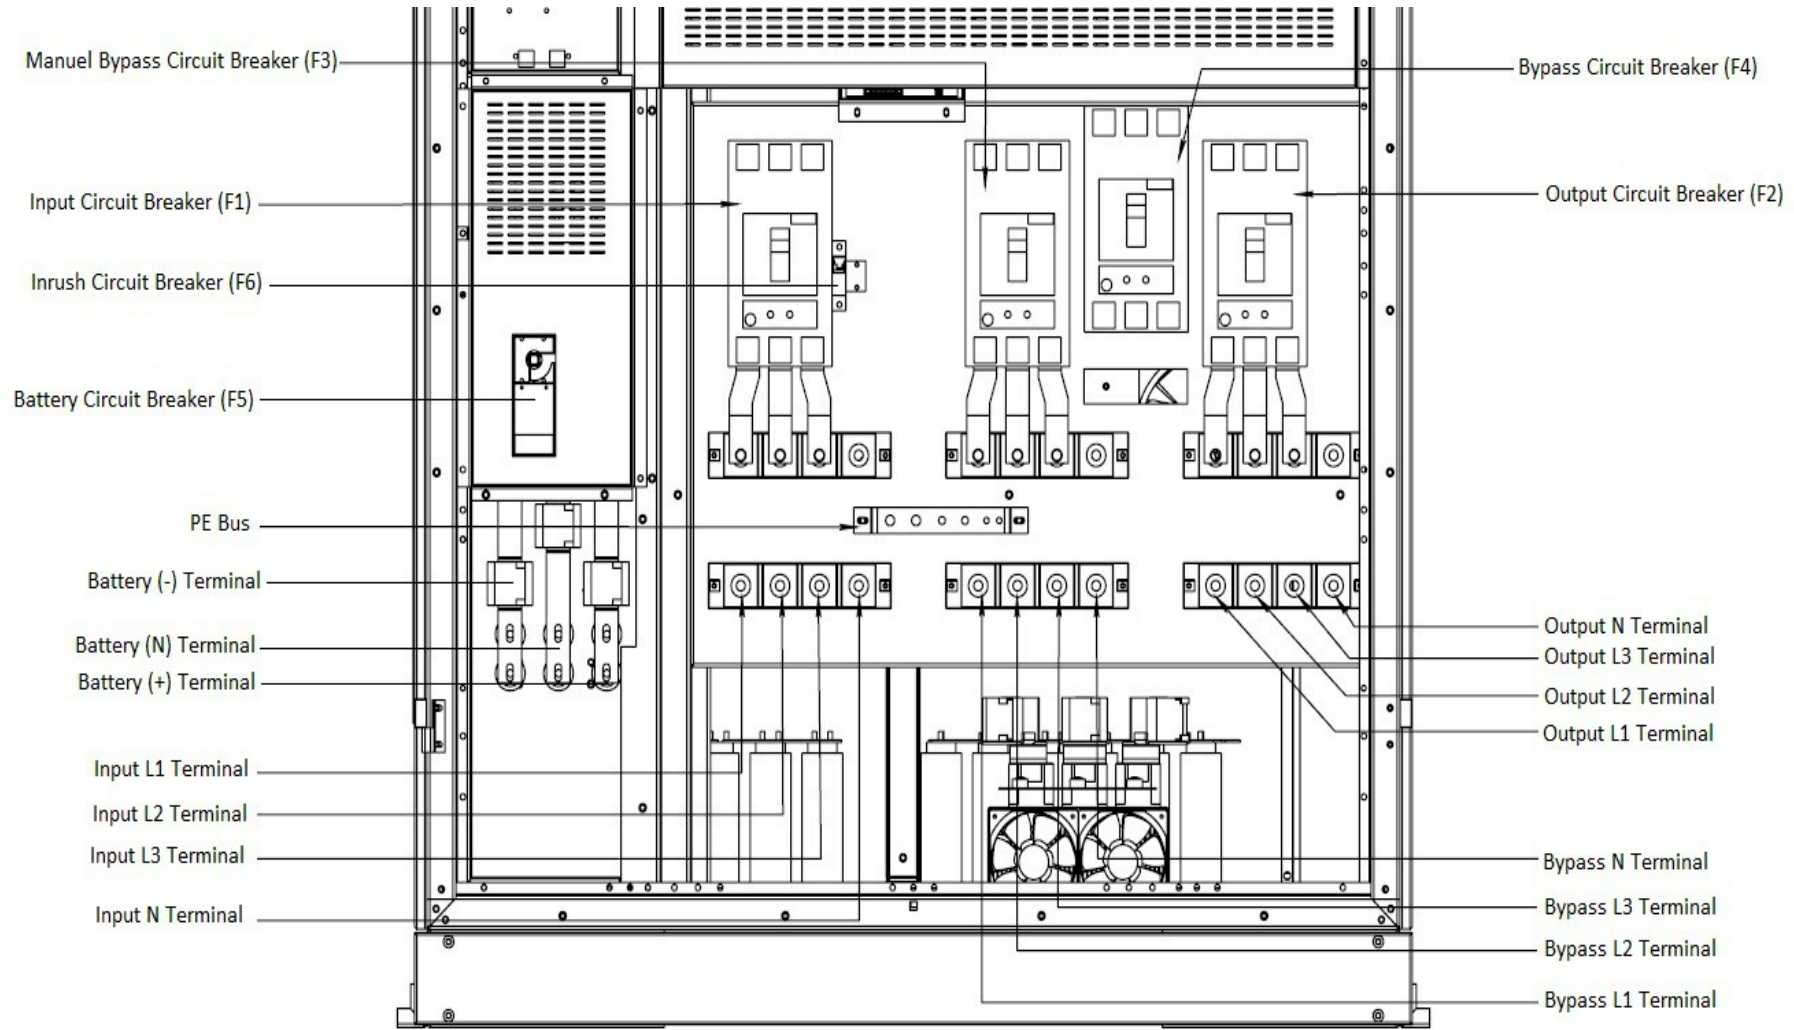 Manuel Bypass Circuit Breaker (F3)
Input Circuit Breaker (F1)
Inrush Circuit Breaker (F6)
Battery Circuit Breaker (F5)
PE Bus
Battery (-) Terminal
Battery (N) Terminal
Battery (+) Terminal
Input L1 Terminal
Input L2 Terminal
Input L3 Terminal
Input N Terminal
Bypass Circuit Breaker (F4)
Output Circuit Breaker (F2)
Output N Terminal
Output L3 Terminal
Output L2 Terminal
Output L1 Terminal
Bypass N Terminal
Bypass L3 Terminal
Bypass L2 Terminal
Bypass L1 Terminal